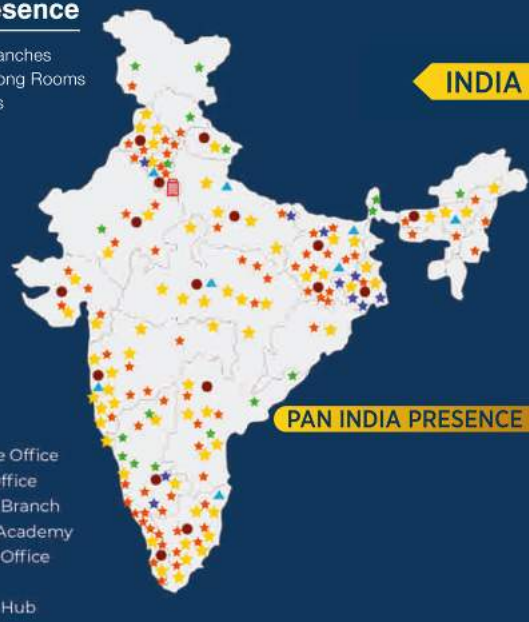 esence
anches
ong Rooms
s
INDIA
PAN INDIA PRESENCE
e Office
ffice
Branch
Academy
Office
Hub